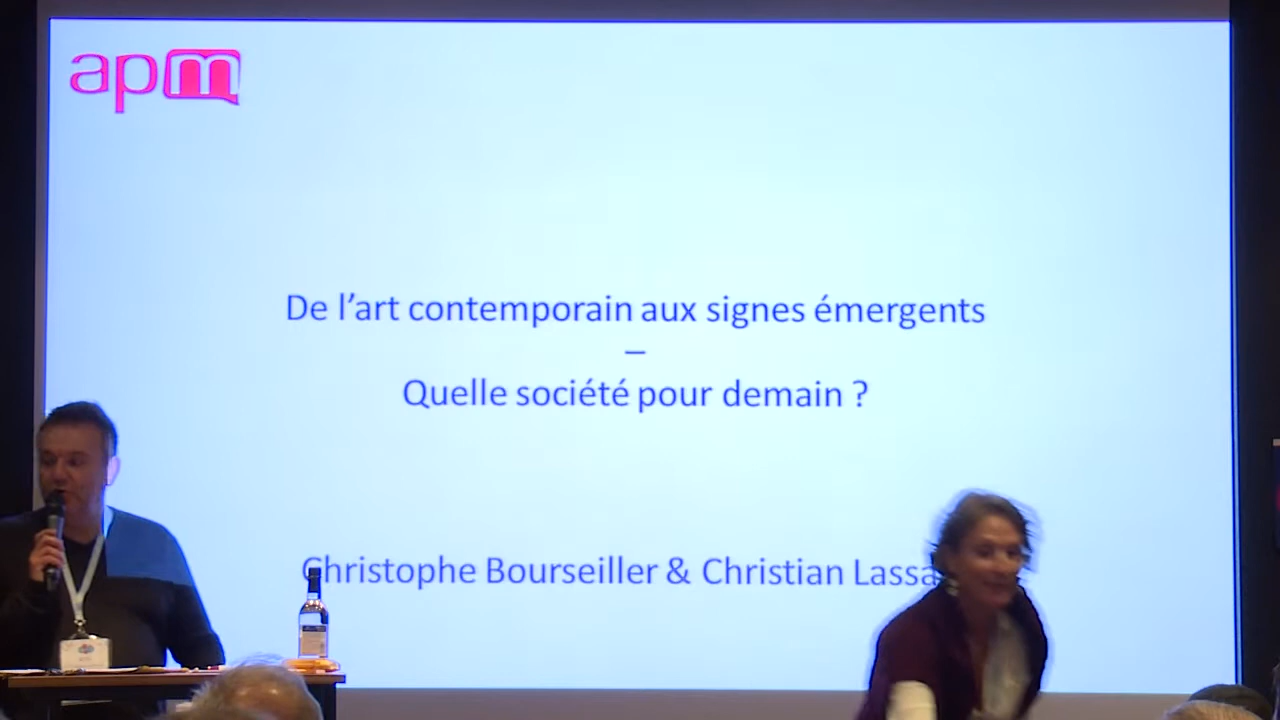 apm
De l'art contemporain aux signes émergents
–
Quelle société pour demain ?
Christophe Bourseiller & Christian